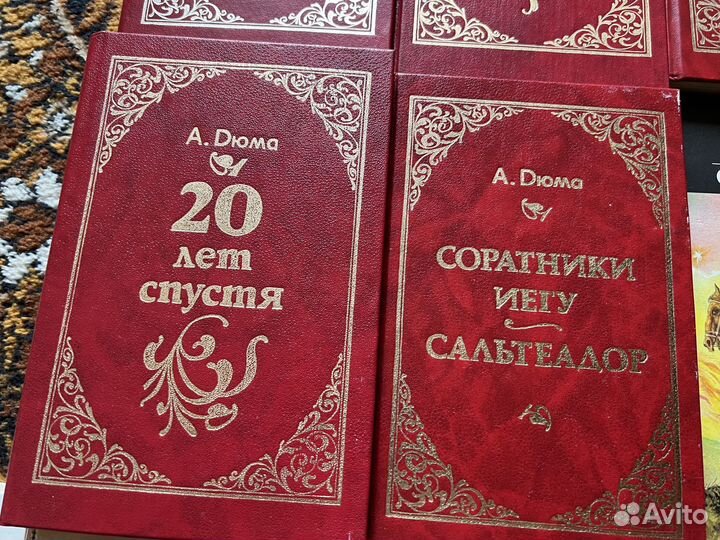 А. Дюма
20
лет
спустя
А. Дюма
Соратники
Иегу
Сальтеадор
Avito